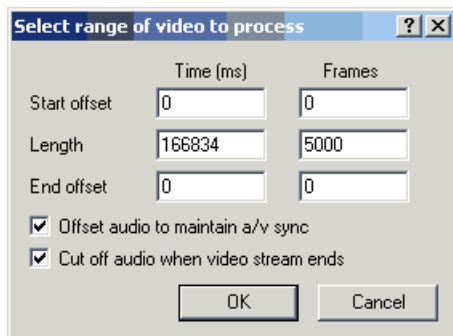 Select range of video to process
Time (ms) Frames
Start offset 0 0
Length 166834 5000
End offset 0 0
Offset audio to maintain a/v sync
Cut off audio when video stream ends
OK Cancel